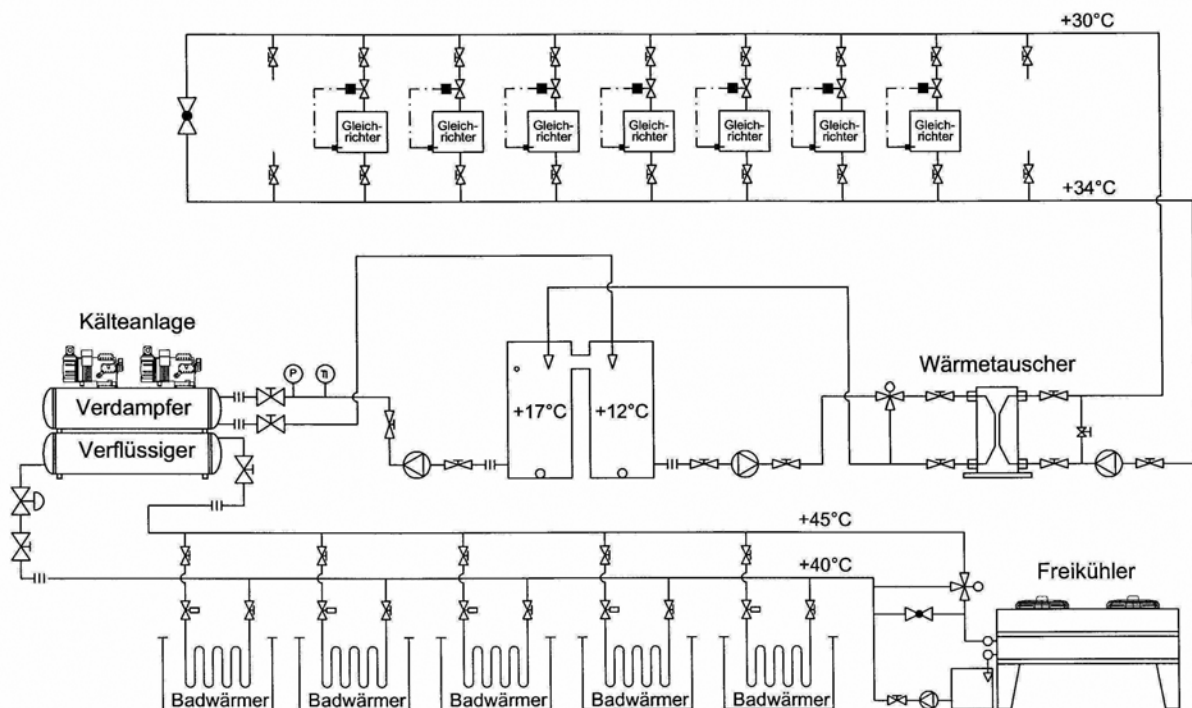 +30°C
Gleich-
richter
Gleich-
richter
Gleich-
richter
Gleich-
richter
Gleich-
richter
Gleich-
richter
Gleich-
richter
+34°C
Kälteanlage
P
TI
Verdampfer
Verflüssiger
+17°C
+12°C
Wärmetauscher
+45°C
+40°C
Freikühler
Badwärmer
Badwärmer
Badwärmer
Badwärmer
Badwärmer